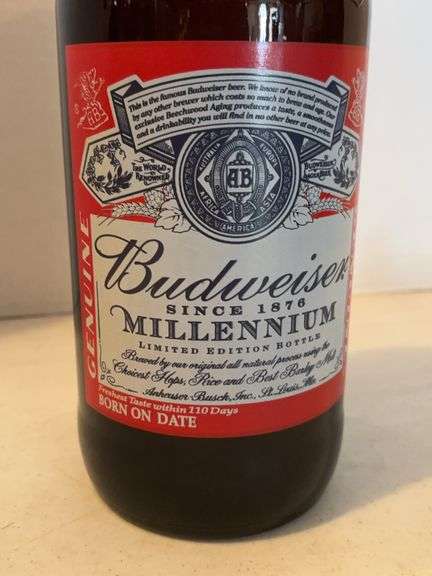 This is the famous Budweiser beer. We know of no brand produced
by any other brewer which costs so much to brew and age. Our
exclusive Beechwood Aging produces a taste, a smoothness
and a drinkability you will find in no other beer at any price.
AB
THE WORLD
RENOWNED
AMERICA
GENUINE
Budweiser
SINCE 1876
MILLENNIUM
LIMITED EDITION BOTTLE
Brewed by our original all natural process using the
Choicest Hops, Rice and Best Barley Malt
Anheuser Busch, Inc., St. Louis, Mo.
Freshest Taste within 110 Days
BORN ON DATE